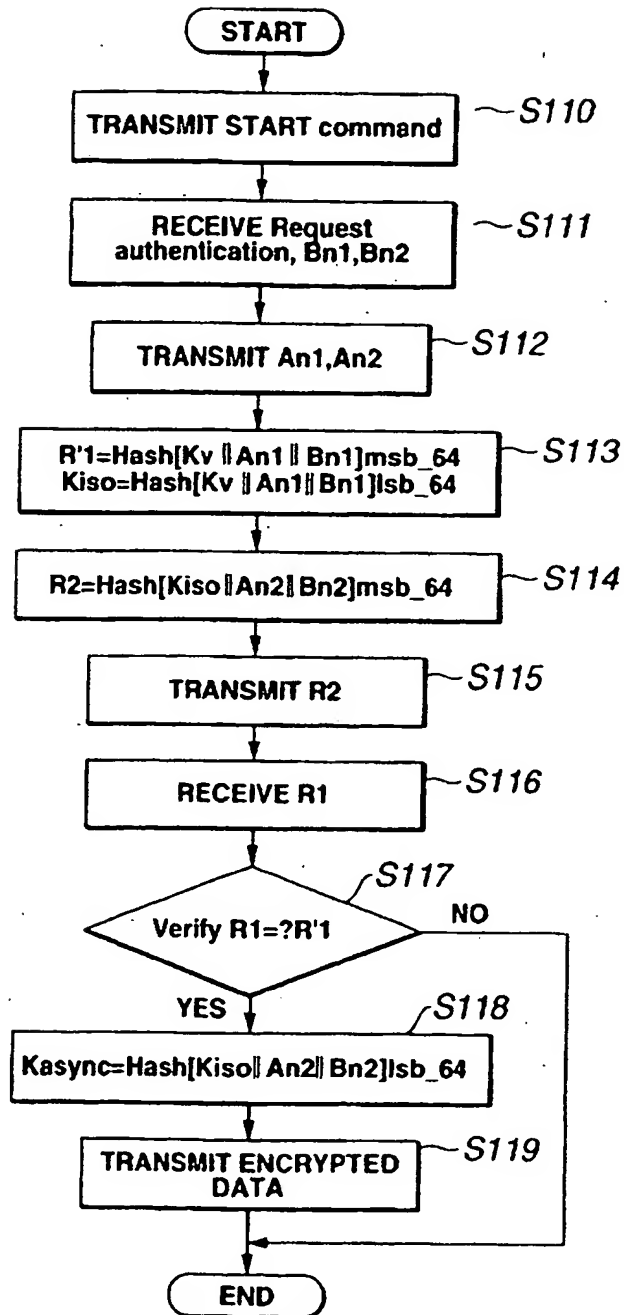 START
TRANSMIT START command
S110
RECEIVE Request
authentication, Bn1,Bn2
S111
TRANSMIT An1,An2
S112
R'1=Hash[Kv ‖An1 ‖ Bn1]msb_64
Kiso=Hash[Kv ‖An1‖Bn1]lsb_64
S113
R2=Hash[Kiso‖An2‖Bn2]msb_64
S114
TRANSMIT R2
S115
RECEIVE R1
S116
S117
Verify R1=?R'1
NO
YES
S118
Kasync=Hash[Kiso‖An2‖Bn2]lsb_64
TRANSMIT ENCRYPTED
DATA
S119
END